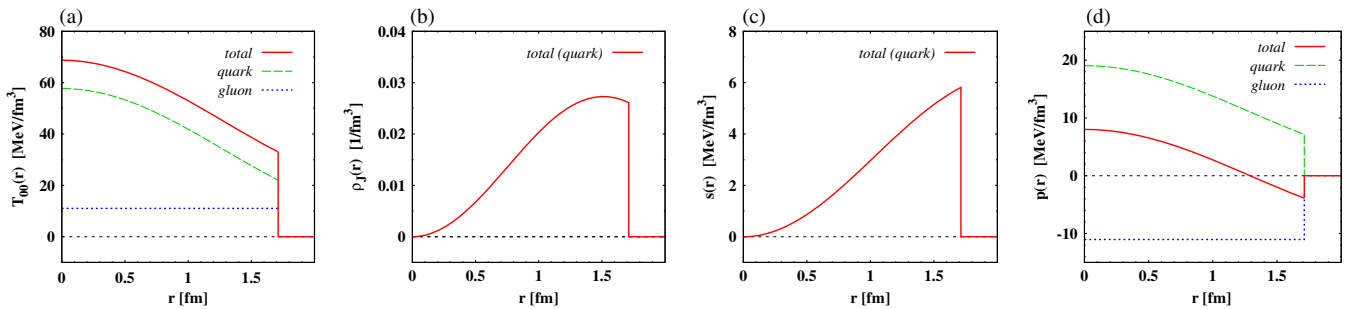 (a)
T₀₀(r) [MeV/fm³]
80
60
40
20
0
total
quark
gluon
0
0.5
1
1.5
r [fm]
(b)
ρ_J(r) [1/fm³]
0.04
0.03
0.02
0.01
0
total (quark)
0
0.5
1
1.5
r [fm]
(c)
s(r) [MeV/fm³]
8
6
4
2
0
total (quark)
0
0.5
1
1.5
r [fm]
(d)
p(r) [MeV/fm³]
20
10
0
-10
total
quark
gluon
0
0.5
1
1.5
r [fm]